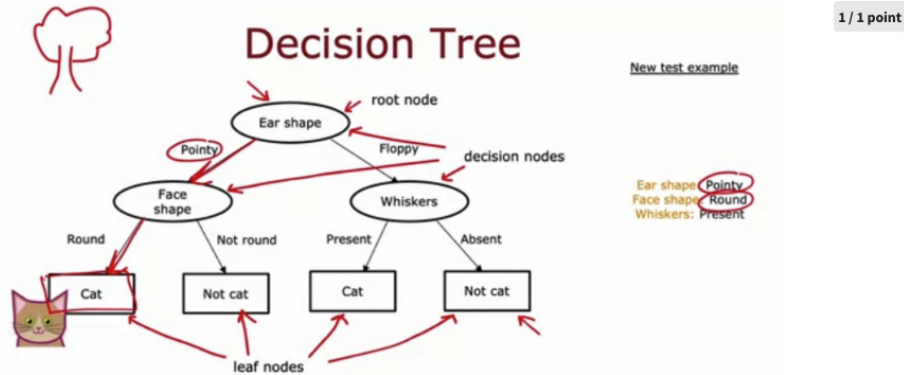 1 / 1 point
Decision Tree
New test example
root node
Ear shape
Pointy
Floppy
decision nodes
Face
shape
Whiskers
Ear shape: Pointy
Face shape: Round
Whiskers: Present
Round
Not round
Present
Absent
Cat
Not cat
Cat
Not cat
leaf nodes